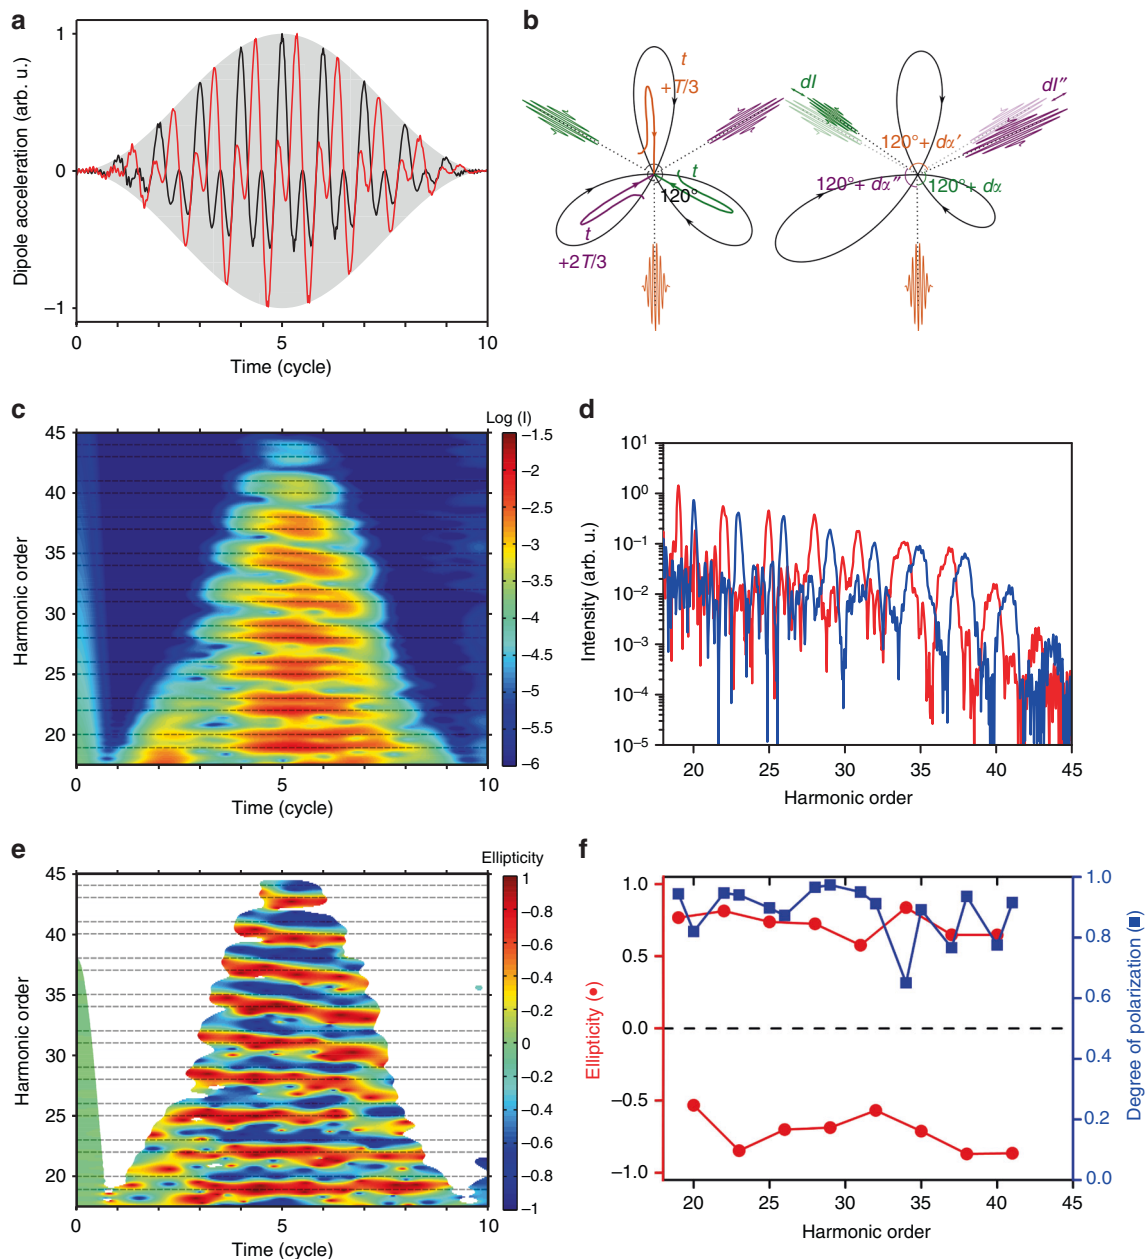 a
Dipole acceleration (arb. u.)
1
0
−1
0
5
10
Time (cycle)
b
t
+T/3
t
120°
t
+2T/3
dI
dI″
120°+ dα′
120°+ dα″
120°+ dα
c
Log (I)
Harmonic order
45
40
35
30
25
20
0
5
10
Time (cycle)
−1.5
−2
−2.5
−3
−3.5
−4
−4.5
−5
−5.5
−6
d
Intensity (arb. u.)
10¹
10⁰
10⁻¹
10⁻²
10⁻³
10⁻⁴
10⁻⁵
20
25
30
35
40
45
Harmonic order
e
Ellipticity
Harmonic order
45
40
35
30
25
20
0
5
10
Time (cycle)
1
−0.8
−0.6
−0.4
−0.2
0
−0.2
−0.4
−0.6
−0.8
−1
f
Ellipticity (●)
1.0
0.5
0.0
−0.5
−1.0
20
25
30
35
40
45
Harmonic order
1.0
0.8
0.6
0.4
0.2
0.0
Degree of polarization (■)